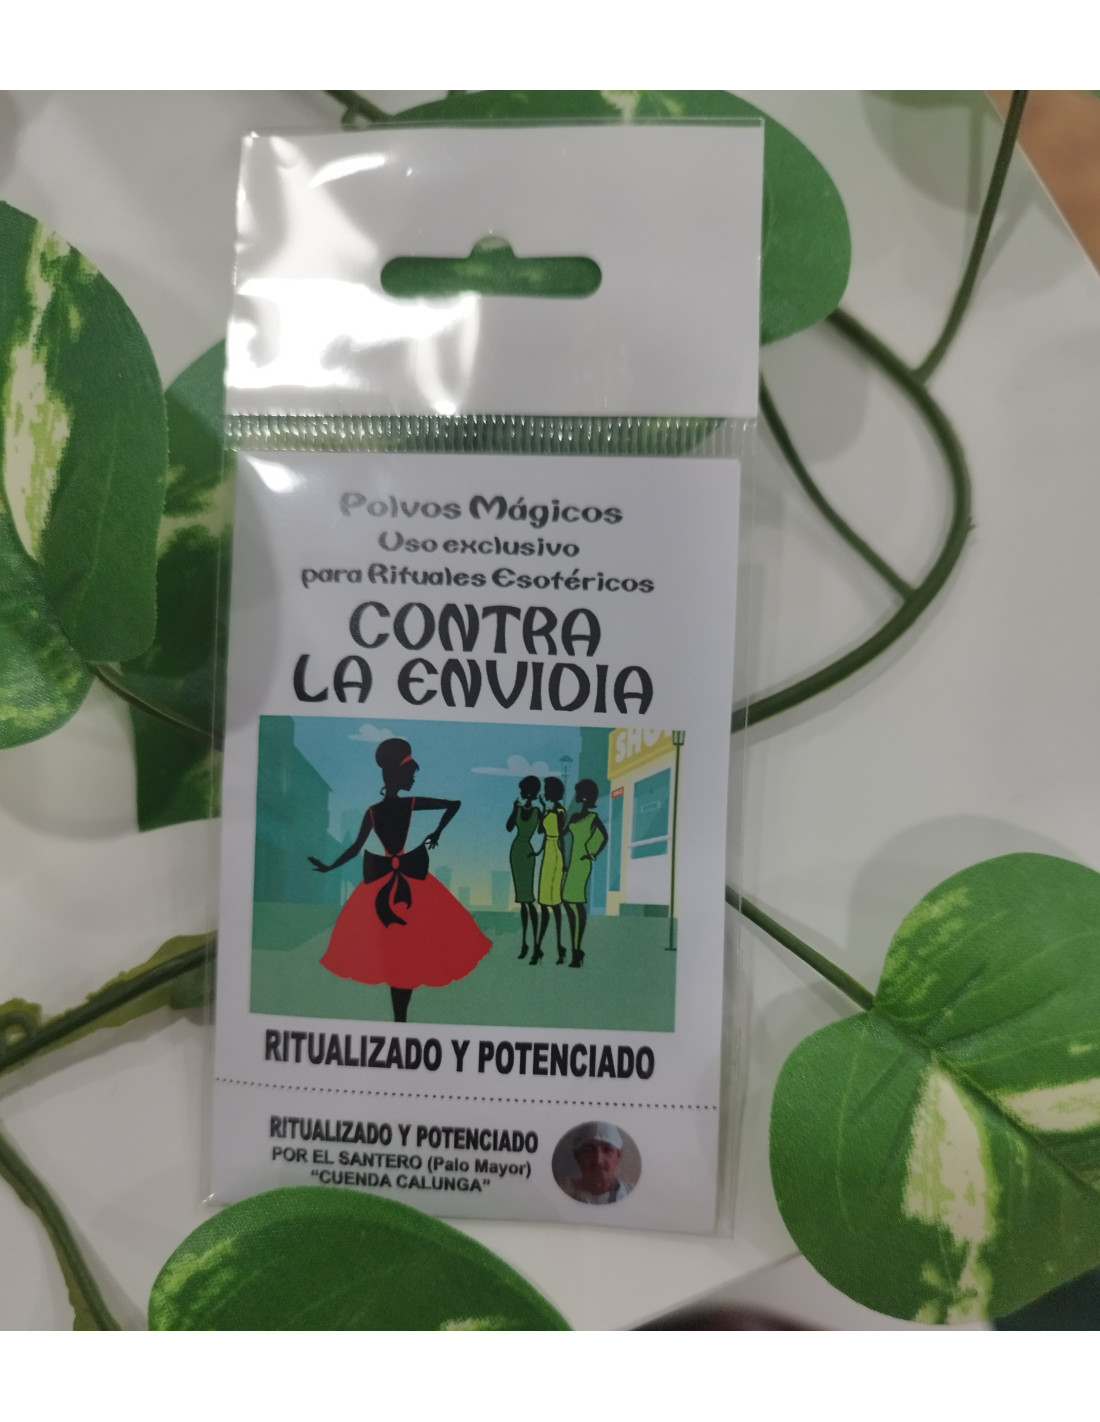 Polvos Mágicos
Uso exclusivo
para Rituales Esotéricos
CONTRA
LA ENVIDIA
SHO
RITUALIZADO Y POTENCIADO
RITUALIZADO Y POTENCIADO
POR EL SANTERO (Palo Mayor)
"CUENDA CALUNGA"